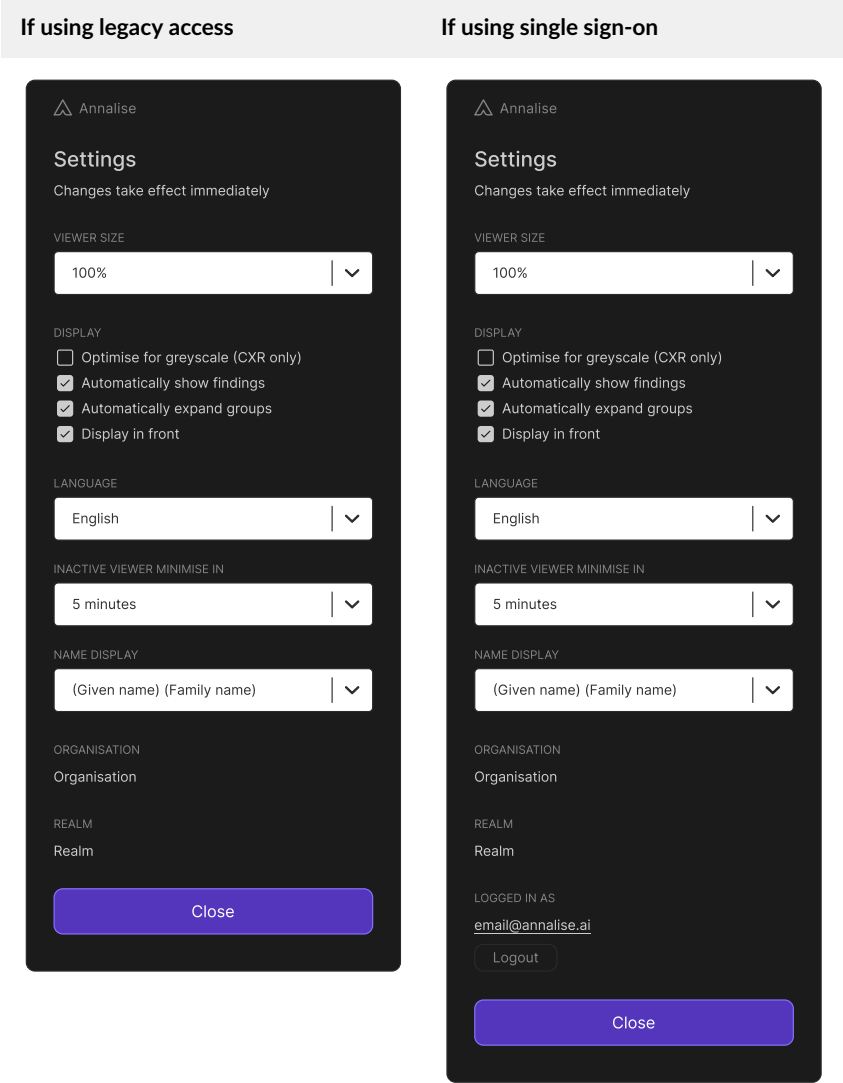 If using legacy access
If using single sign-on
Annalise
Settings
Changes take effect immediately
VIEWER SIZE
100%
DISPLAY
Optimise for greyscale (CXR only)
Automatically show findings
Automatically expand groups
Display in front
LANGUAGE
English
INACTIVE VIEWER MINIMISE IN
5 minutes
NAME DISPLAY
(Given name) (Family name)
ORGANISATION
Organisation
REALM
Realm
Close
Annalise
Settings
Changes take effect immediately
VIEWER SIZE
100%
DISPLAY
Optimise for greyscale (CXR only)
Automatically show findings
Automatically expand groups
Display in front
LANGUAGE
English
INACTIVE VIEWER MINIMISE IN
5 minutes
NAME DISPLAY
(Given name) (Family name)
ORGANISATION
Organisation
REALM
Realm
LOGGED IN AS
email@annalise.ai
Logout
Close